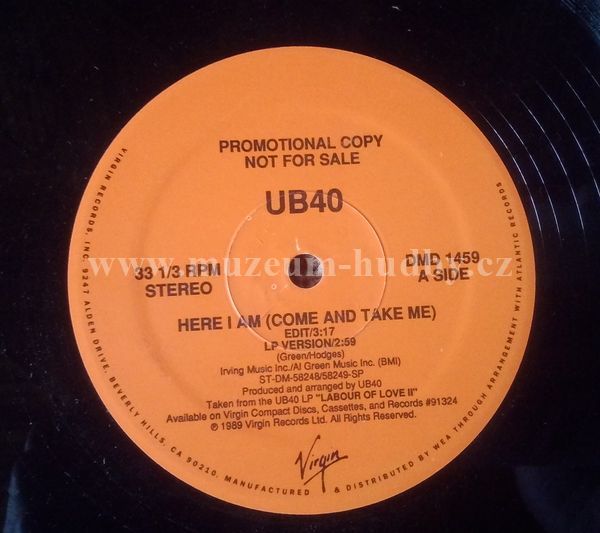 PROMOTIONAL COPY
NOT FOR SALE
UB40
33 1/3 RPM
STEREO
DMD 1459
A SIDE
www.muzeum-hudby.cz
HERE I AM (COME AND TAKE ME)
EDIT/3:17
LP VERSION/2:59
(Green/Hodges)
Irving Music Inc./Al Green Music Inc. (BMI)
ST-DM-58248/58249-SP
Produced and arranged by UB40
Taken from the UB40 LP "LABOUR OF LOVE II"
Available on Virgin Compact Discs, Cassettes, and Records #91324
℗ 1989 Virgin Records Ltd. All Rights Reserved.
Virgin
VIRGIN RECORDS, INC. 9247 ALDEN DRIVE, BEVERLY HILLS, CA 90210. MANUFACTURED & DISTRIBUTED BY WEA THROUGH ARRANGEMENT WITH ATLANTIC RECORDS